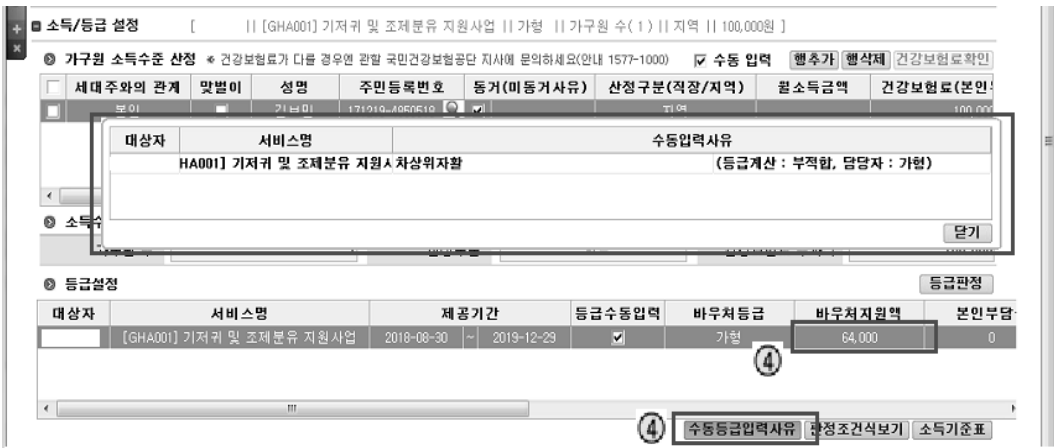 소득/등급 설정 [ || [GHA001] 기저귀 및 조제분유 지원사업 || 가형 || 가구원 수( 1 ) || 지역 || 100,000원 ]
가구원 소득수준 산정 ※ 건강보험료가 다를 경우엔 관할 국민건강보험공단 지사에 문의하세요(안내 1577-1000) 수동 입력 행추가 행삭제 건강보험료확인
세대주와의 관계 맞벌이 성명 주민등록번호 동거(미동거사유) 산정구분(직장/지역) 월소득금액 건강보험료(본인
본인 지역 100,000
대상자 서비스명 수동입력사유
HA001] 기저귀 및 조제분유 지원사 차상위자활 (등급계산 : 부적합, 담당자 : 가형)
닫기
소득수
등급설정 등급판정
대상자 서비스명 제공기간 등급수동입력 바우처등급 바우처지원액 본인부담
[GHA001] 기저귀 및 조제분유 지원사업 2018-08-30 ~ 2019-12-29 가형 64,000 0
④
④ 수동등급입력사유 판정조건식보기 소득기준표